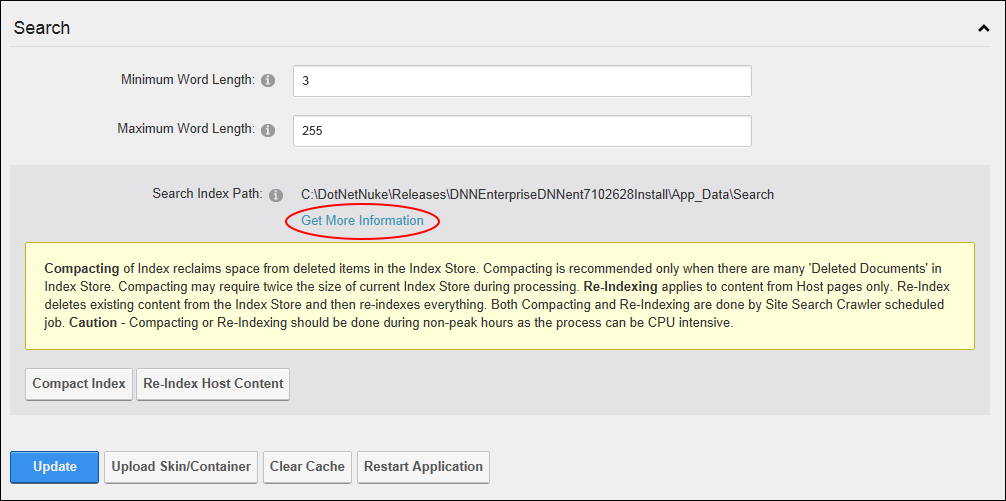 Search
Minimum Word Length:
3
Maximum Word Length:
255
Search Index Path:
C:\DotNetNuke\Releases\DNNEnterpriseDNNent7102628Install\App_Data\Search
Get More Information
Compacting of Index reclaims space from deleted items in the Index Store. Compacting is recommended only when there are many 'Deleted Documents' in
Index Store. Compacting may require twice the size of current Index Store during processing. Re-Indexing applies to content from Host pages only. Re-Index
deletes existing content from the Index Store and then re-indexes everything. Both Compacting and Re-Indexing are done by Site Search Crawler scheduled
job. Caution - Compacting or Re-Indexing should be done during non-peak hours as the process can be CPU intensive.
Compact Index
Re-Index Host Content
Update
Upload Skin/Container
Clear Cache
Restart Application